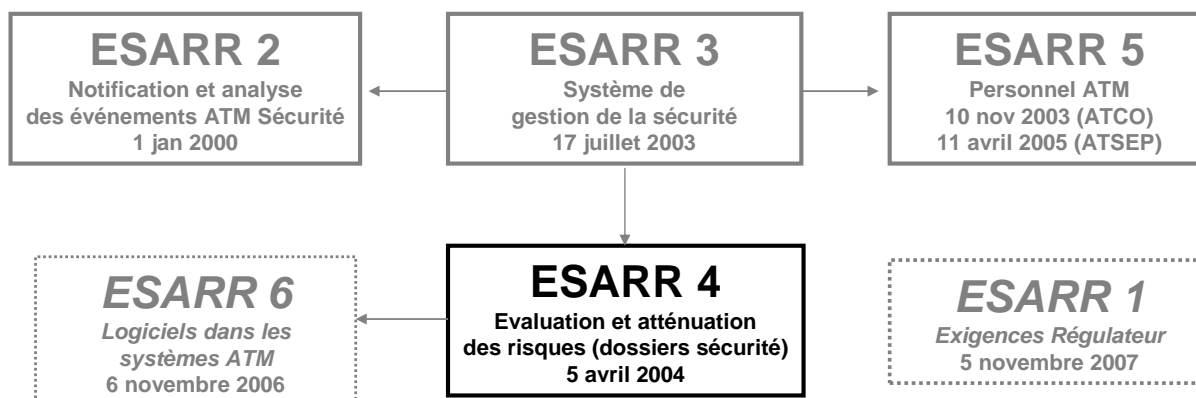 ESARR 2
Notification et analyse
des événements ATM Sécurité
1 jan 2000
ESARR 3
Système de
gestion de la sécurité
17 juillet 2003
ESARR 5
Personnel ATM
10 nov 2003 (ATCO)
11 avril 2005 (ATSEP)
ESARR 6
Logiciels dans les
systèmes ATM
6 novembre 2006
ESARR 4
Evaluation et atténuation
des risques (dossiers sécurité)
5 avril 2004
ESARR 1
Exigences Régulateur
5 novembre 2007